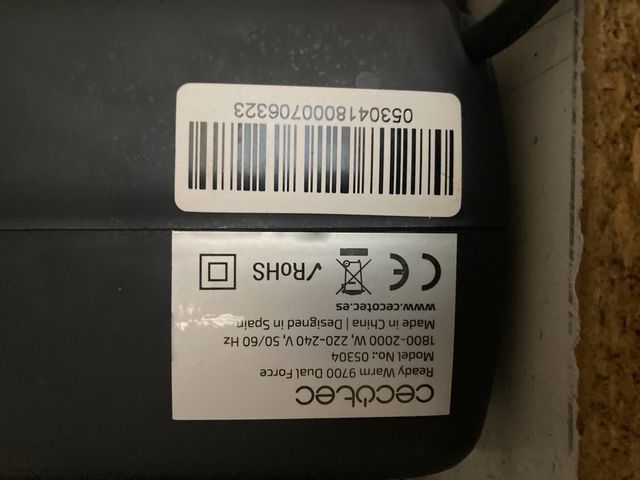 cecotec
Ready Warm 9700 Dual Force
Model No.: 05304
1800-2000 W, 220-240 V, 50/60 Hz
Made in China | Designed in Spain
www.cecotec.es
CE √RoHS
0530418000706323